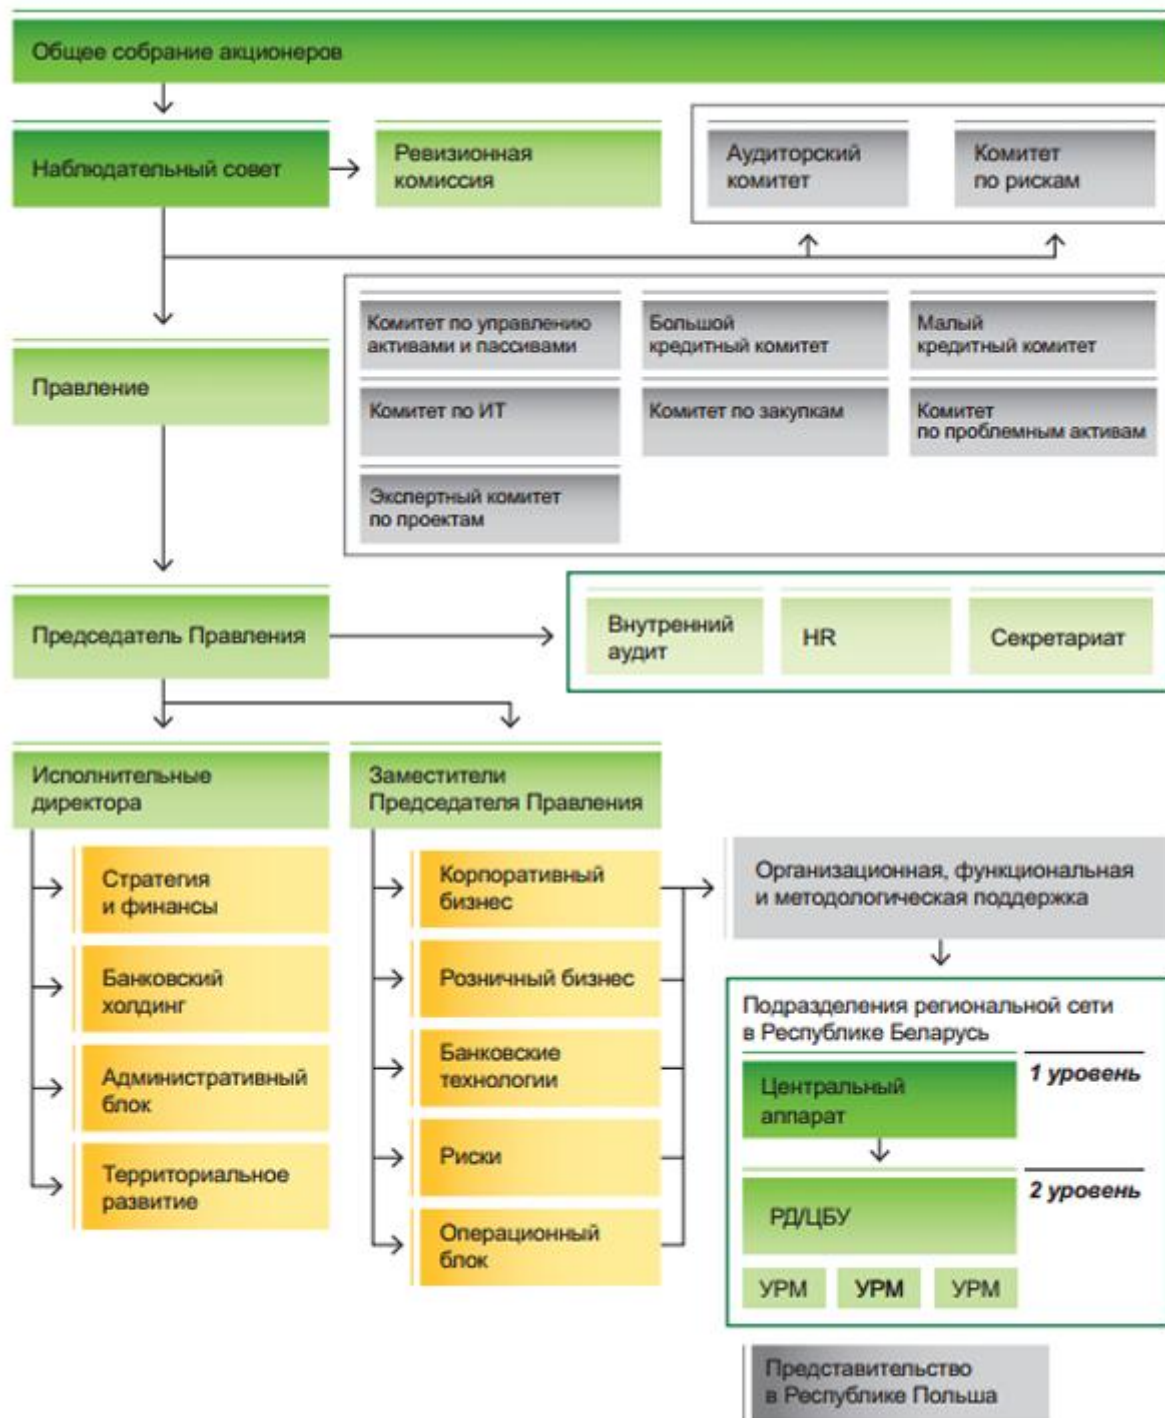 Общее собрание акционеров
Наблюдательный совет
Ревизионная
комиссия
Аудиторский
комитет
Комитет
по рискам
Комитет по управлению
активами и пассивами
Большой
кредитный комитет
Малый
кредитный комитет
Правление
Комитет по ИТ
Комитет по закупкам
Комитет
по проблемным активам
Экспертный комитет
по проектам
Председатель Правления
Внутренний
аудит
HR
Секретариат
Исполнительные
директора
Заместители
Председателя Правления
Стратегия
и финансы
Банковский
холдинг
Административный
блок
Территориальное
развитие
Корпоративный
бизнес
Розничный бизнес
Банковские
технологии
Риски
Операционный
блок
Организационная, функциональная
и методологическая поддержка
Подразделения региональной сети
в Республике Беларусь
1 уровень
Центральный
аппарат
2 уровень
РД/ЦБУ
УРМ УРМ УРМ
Представительство
в Республике Польша